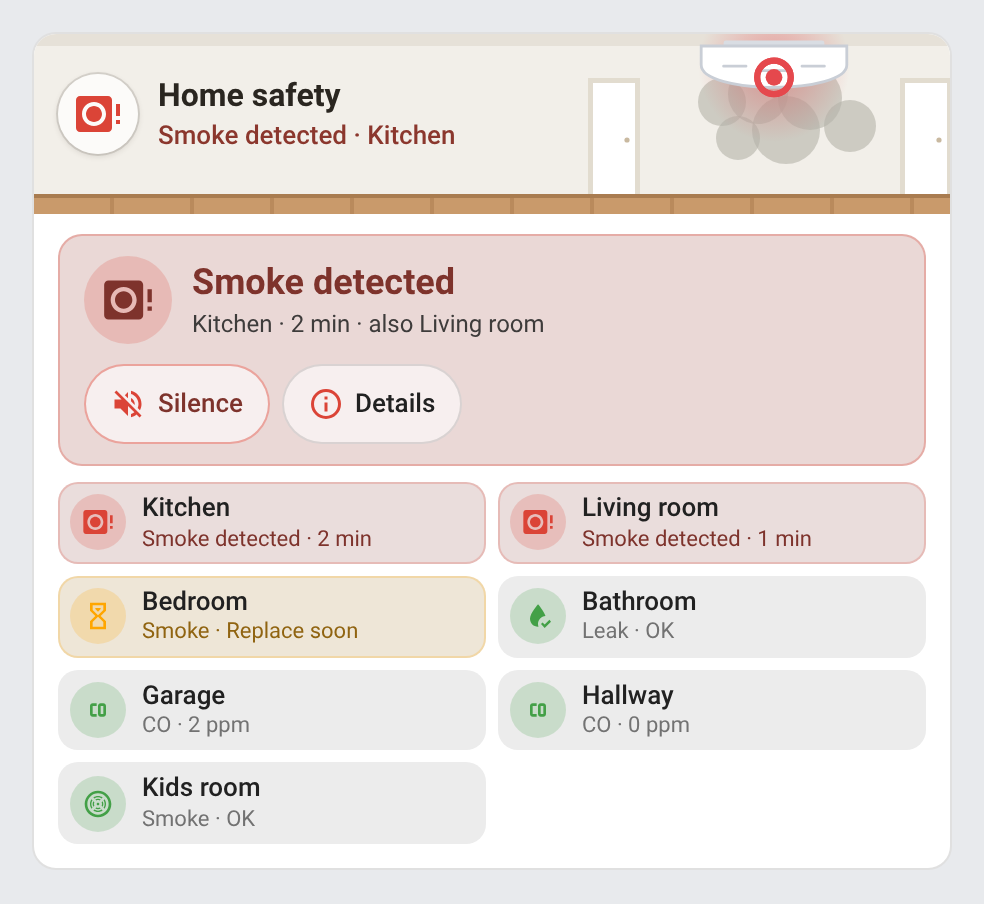 Home safety
Smoke detected · Kitchen
Smoke detected
Kitchen · 2 min · also Living room
Silence
Details
Kitchen
Smoke detected · 2 min
Living room
Smoke detected · 1 min
Bedroom
Smoke · Replace soon
Bathroom
Leak · OK
CO
Garage
CO · 2 ppm
CO
Hallway
CO · 0 ppm
Kids room
Smoke · OK